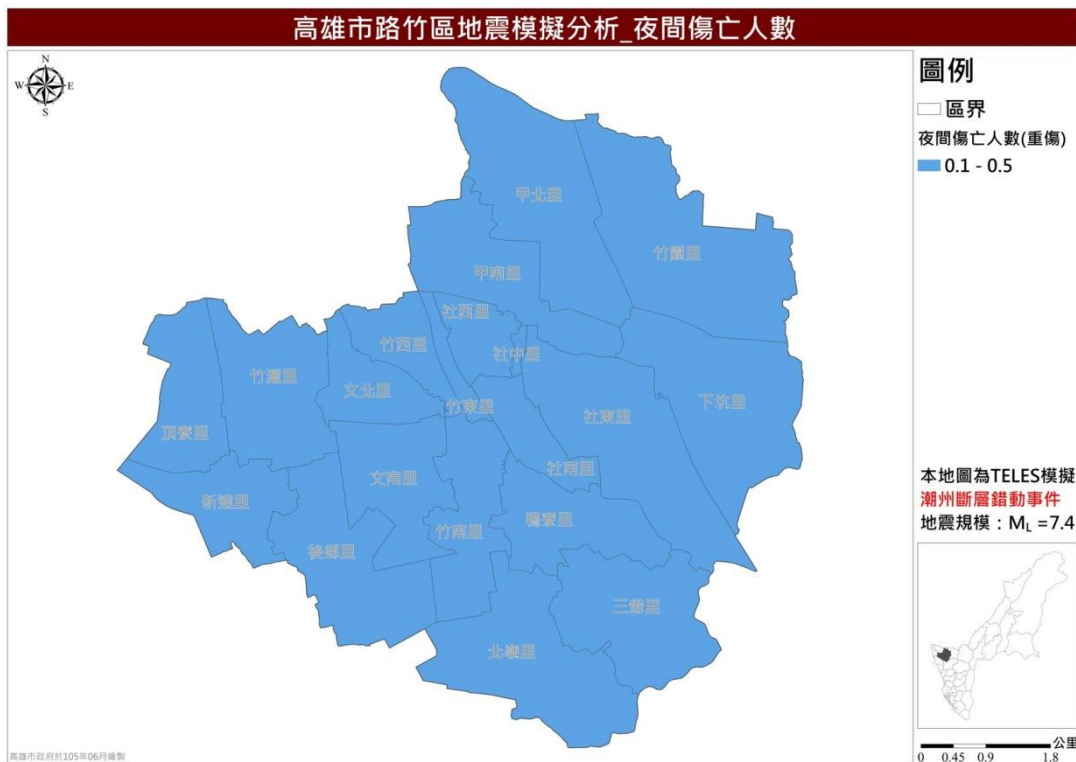 高雄市路竹區地震模擬分析_夜間傷亡人數
N
W E
S
圖例
區界
夜間傷亡人數(重傷)
0.1 - 0.5
甲北里
竹園里
甲南里
社西里
竹西里
社中里
竹滬里
文北里
竹東里
社東里
下坑里
頂寮里
文南里
社南里
新達里
鴨寮里
後鄉里
竹南里
三爺里
北嶺里
本地圖為TELES模擬
潮州斷層錯動事件
地震規模：ML =7.4
公里
0 0.45 0.9 1.8
高雄市政府於105年06月繪製